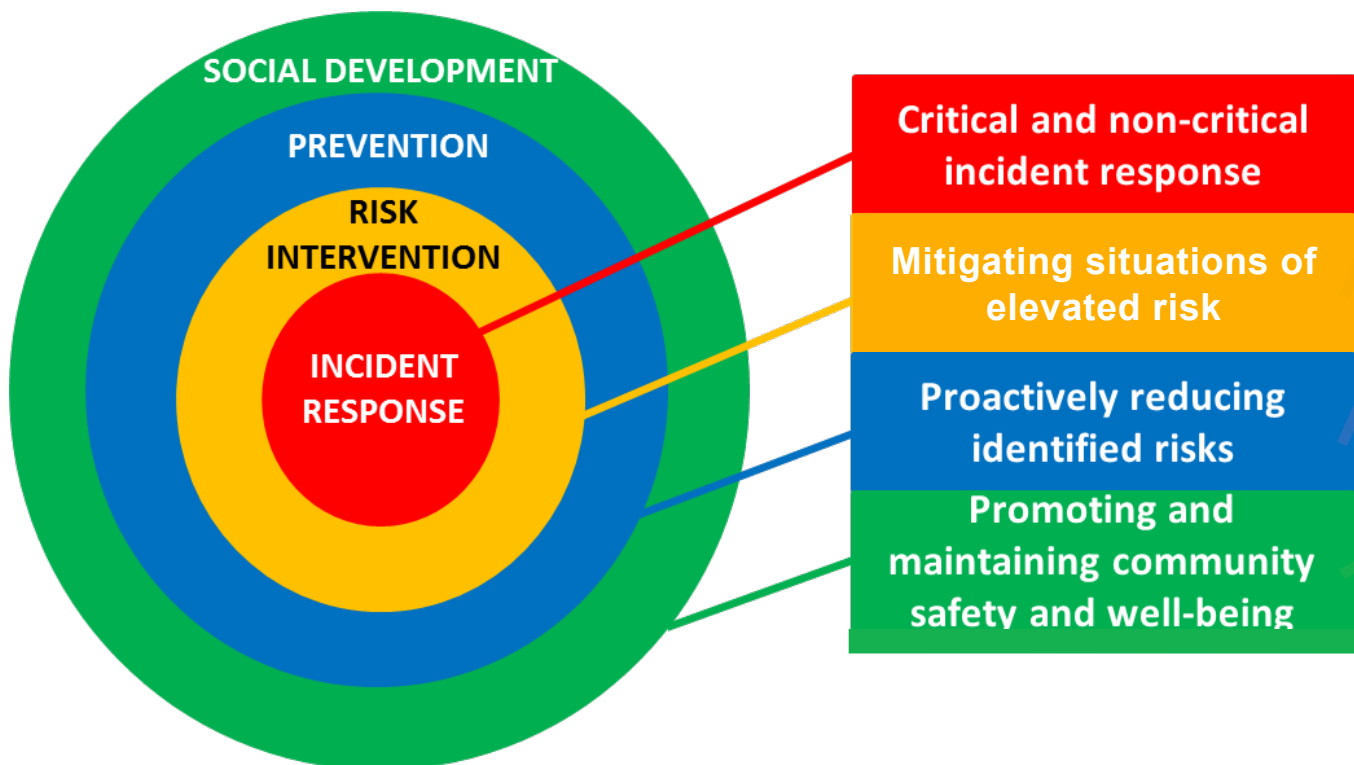 SOCIAL DEVELOPMENT
PREVENTION
RISK
INTERVENTION
INCIDENT
RESPONSE
Critical and non-critical
incident response
Mitigating situations of
elevated risk
Proactively reducing
identified risks
Promoting and
maintaining community
safety and well-being